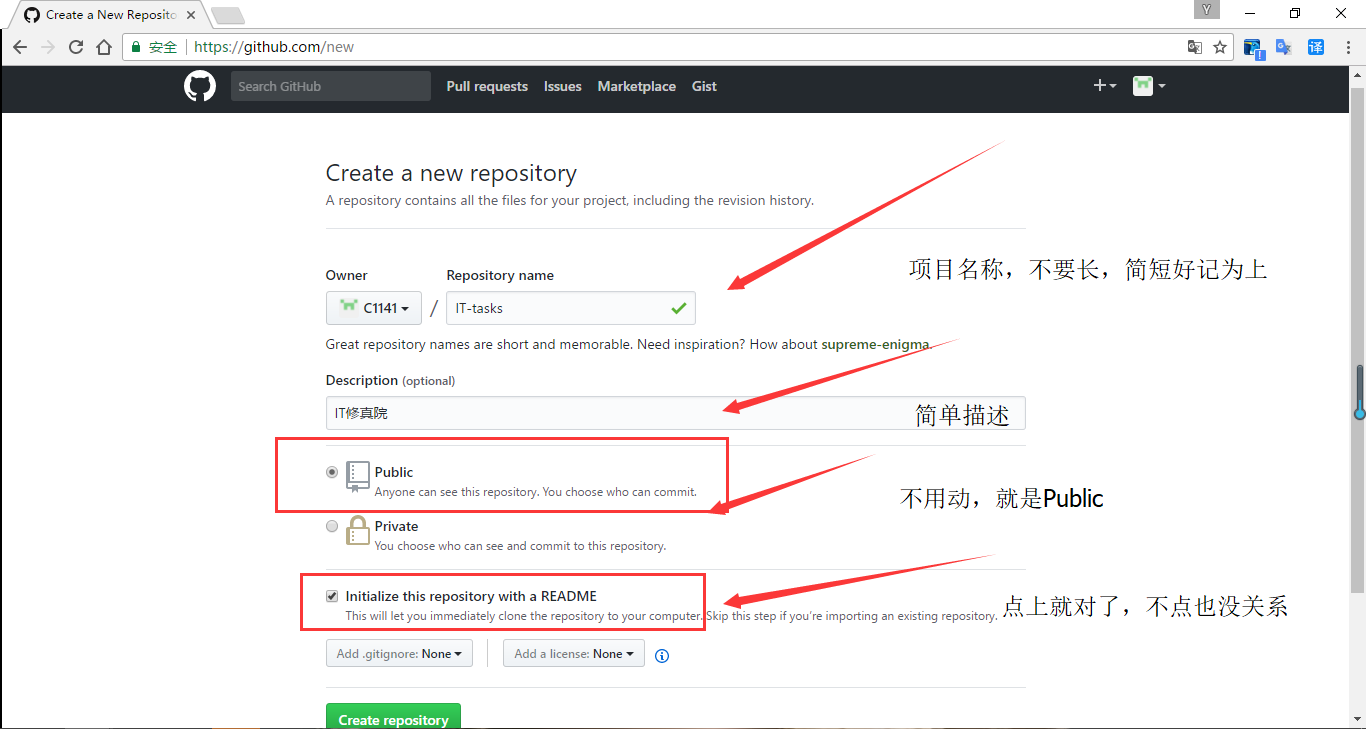 Create a New Reposito
Y
安全 https://github.com/new
译
Search GitHub
Pull requests Issues Marketplace Gist
Create a new repository
A repository contains all the files for your project, including the revision history.
项目名称，不要长，简短好记为上
Owner Repository name
C1141 / IT-tasks
Great repository names are short and memorable. Need inspiration? How about supreme-enigma.
Description (optional)
IT修真院 简单描述
Public
Anyone can see this repository. You choose who can commit.
不用动，就是Public
Private
You choose who can see and commit to this repository.
Initialize this repository with a README
This will let you immediately clone the repository to your computer. Skip this step if you’re importing an existing repository.
点上就对了，不点也没关系
Add .gitignore: None Add a license: None
Create repository